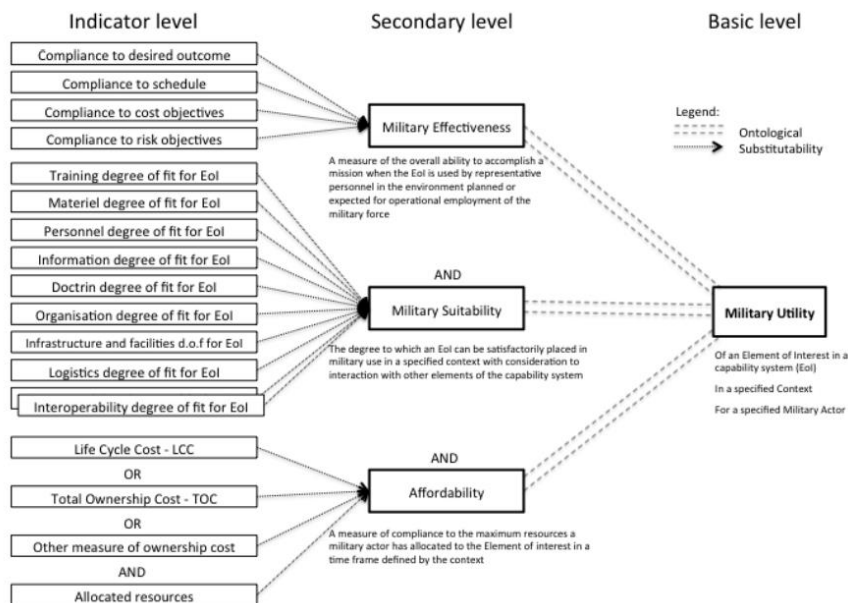 Indicator level
Secondary level
Basic level
Compliance to desired outcome
Compliance to schedule
Compliance to cost objectives
Compliance to risk objectives
Training degree of fit for EoI
Materiel degree of fit for EoI
Personnel degree of fit for EoI
Information degree of fit for EoI
Doctrin degree of fit for EoI
Organisation degree of fit for EoI
Infrastructure and facilities d.o.f for EoI
Logistics degree of fit for EoI
Interoperability degree of fit for EoI
Life Cycle Cost - LCC
OR
Total Ownership Cost - TOC
OR
Other measure of ownership cost
AND
Allocated resources
Military Effectiveness
A measure of the overall ability to accomplish a
mission when the EoI is used by representative
personnel in the environment planned or
expected for operational employment of the
military force
AND
Military Suitability
The degree to which an EoI can be satisfactorily placed in
military use in a specified context with consideration to
interaction with other elements of the capability system
AND
Affordability
A measure of compliance to the maximum resources a
military actor has allocated to the Element of interest in a
time frame defined by the context
Legend:
Ontological
Substitutability
Military Utility
Of an Element of Interest in a
capability system (EoI)
In a specified Context
For a specified Military Actor